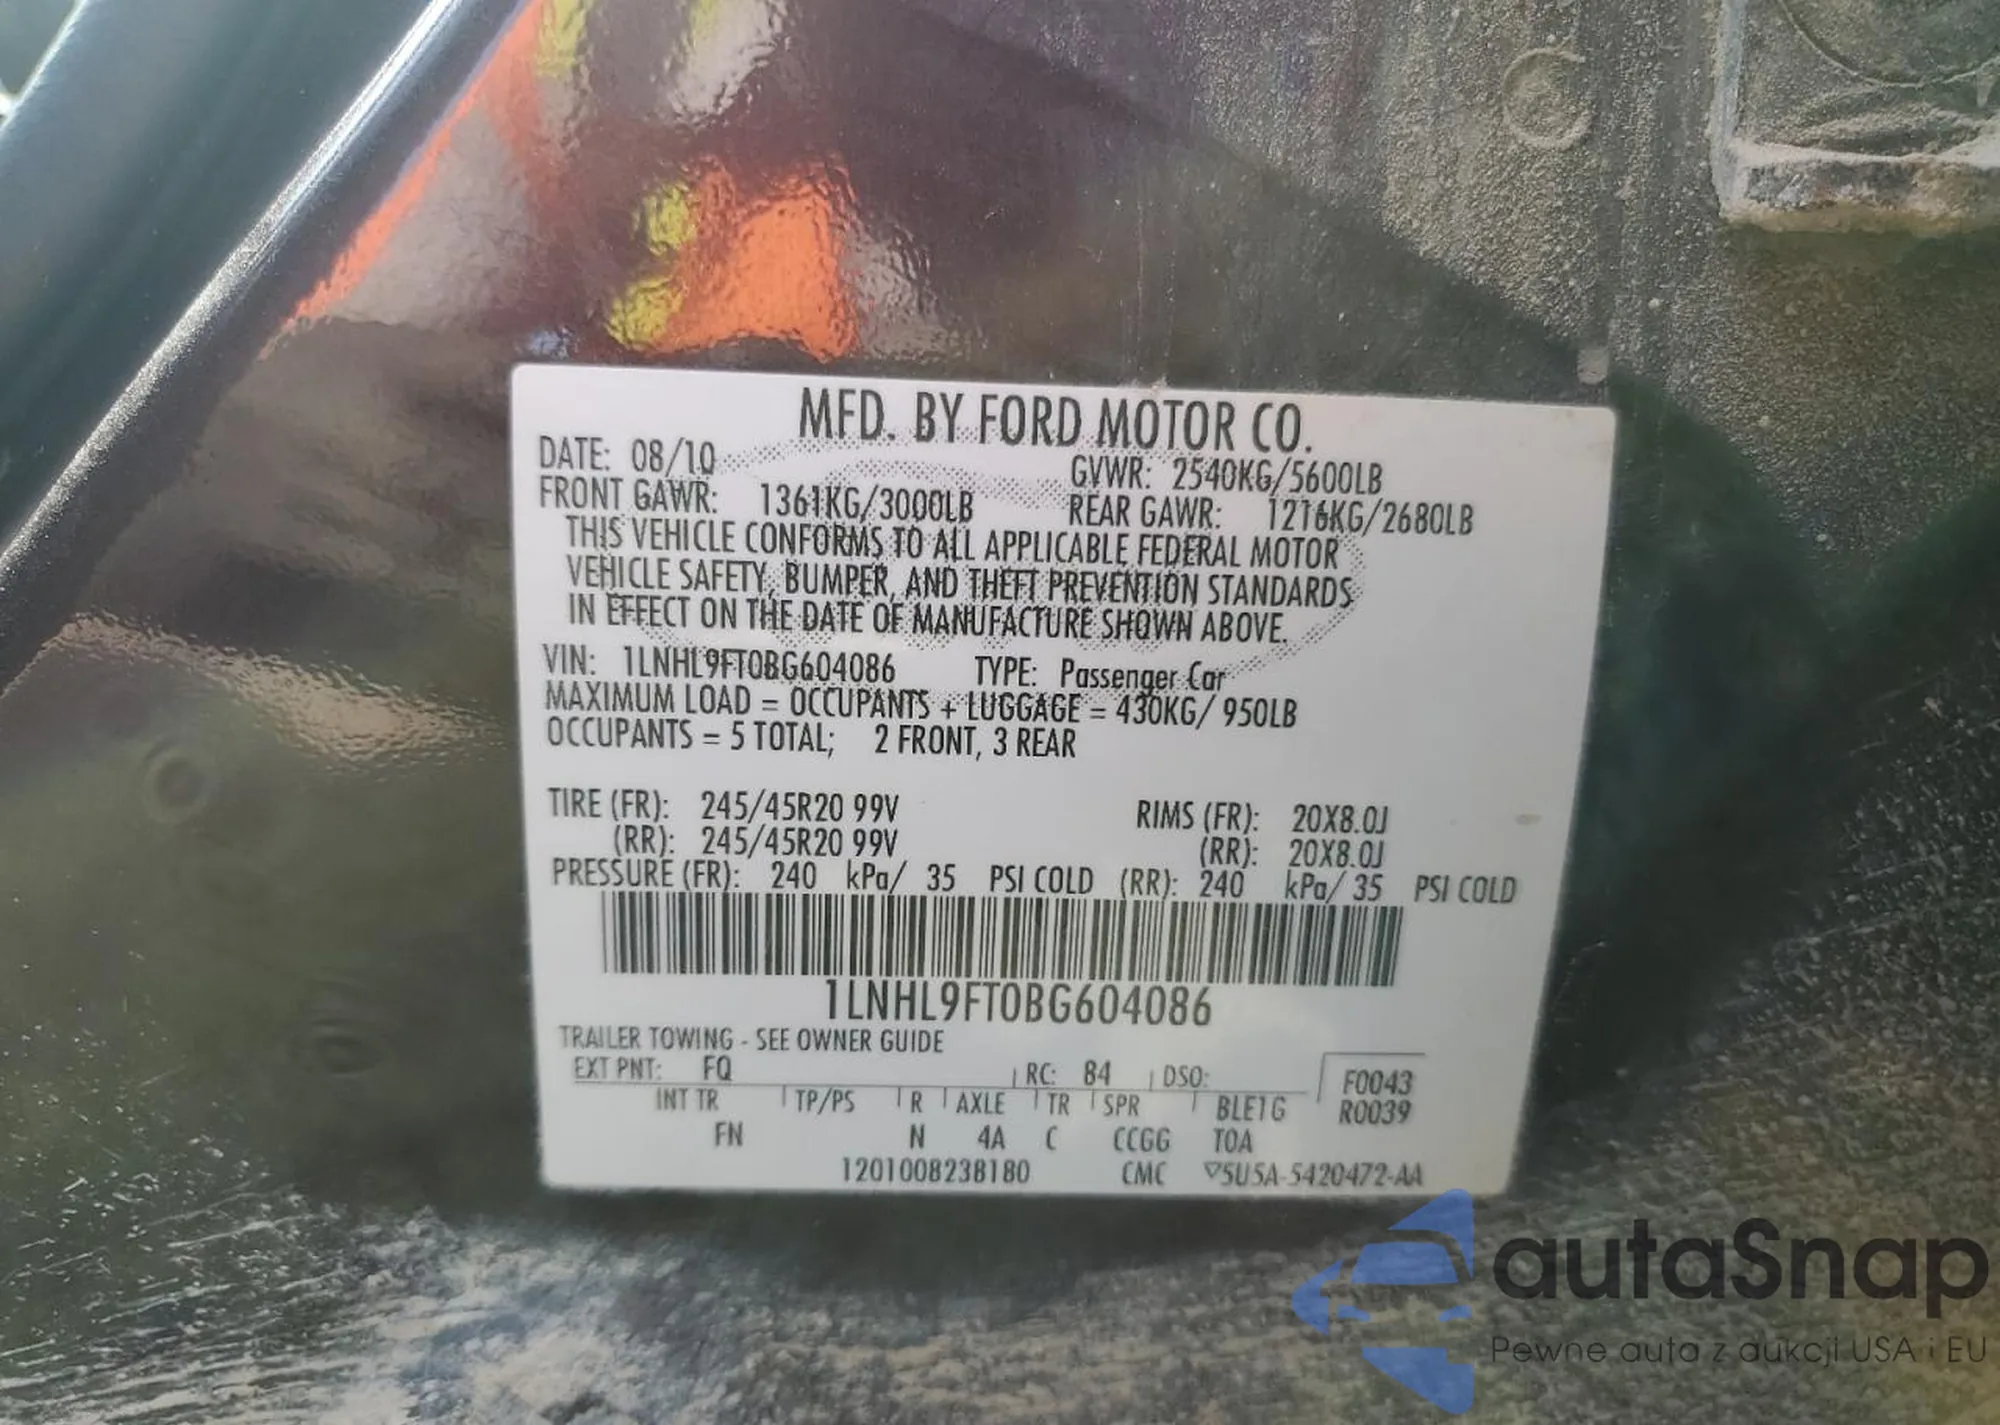 MFD. BY FORD MOTOR CO.
DATE: 08/10 GVWR: 2540KG/5600LB
FRONT GAWR: 1361KG/3000LB REAR GAWR: 1216KG/2680LB
THIS VEHICLE CONFORMS TO ALL APPLICABLE FEDERAL MOTOR
VEHICLE SAFETY, BUMPER, AND THEFT PREVENTION STANDARDS
IN EFFECT ON THE DATE OF MANUFACTURE SHOWN ABOVE.
VIN: 1LNHL9FT0BG604086 TYPE: Passenger Car
MAXIMUM LOAD = OCCUPANTS + LUGGAGE = 430KG/ 950LB
OCCUPANTS = 5 TOTAL; 2 FRONT, 3 REAR
TIRE (FR): 245/45R20 99V RIMS (FR): 20X8.0J
(RR): 245/45R20 99V (RR): 20X8.0J
PRESSURE (FR): 240 kPa/ 35 PSI COLD (RR): 240 kPa/ 35 PSI COLD
1LNHL9FT0BG604086
TRAILER TOWING - SEE OWNER GUIDE
EXT PNT: FQ RC: 84 DSO: F0043
INT TR TP/PS R AXLE TR SPR BLE1G R0039
FN N 4A C CCGG TOA
1201008238180 CMC ▽5U5A-5420472-AA
autaSnap
Pewne auta z aukcji USA i EU